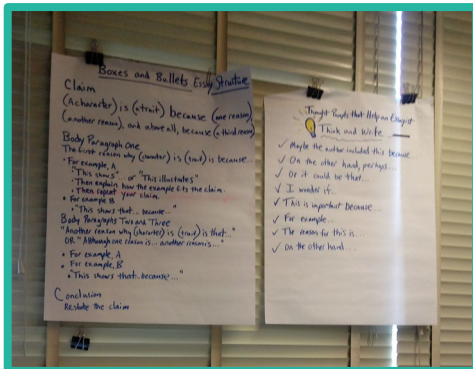 Boxes and Bullets Essay Structure
Claim
(A character) is (a trait) because (one reason),
(another reason), and above all, because (a third reason).
Body Paragraph One
The first reason why (character) is (trait) is because...
• For example, A
"This shows"... or "This illustrates"
• Then explain how the example fits the claim.
• Then repeat your claim.
• For example B
• "This shows that... because..."
Body Paragraphs Two and Three
"Another reason why (character) is (trait) is that..."
OR "Although one reason is... another reason is..."
• For example, A
• For example, B
"This shows that... because..."
Conclusion
Restate the claim
Thought Prompts that Help an Essayist
Think and Write
✓ Maybe the author included this because...
✓ On the other hand, perhaps...
✓ Or it could be that...
✓ I wonder if...
✓ This is important because...
✓ For example...
✓ The reason for this is...
✓ On the other hand...